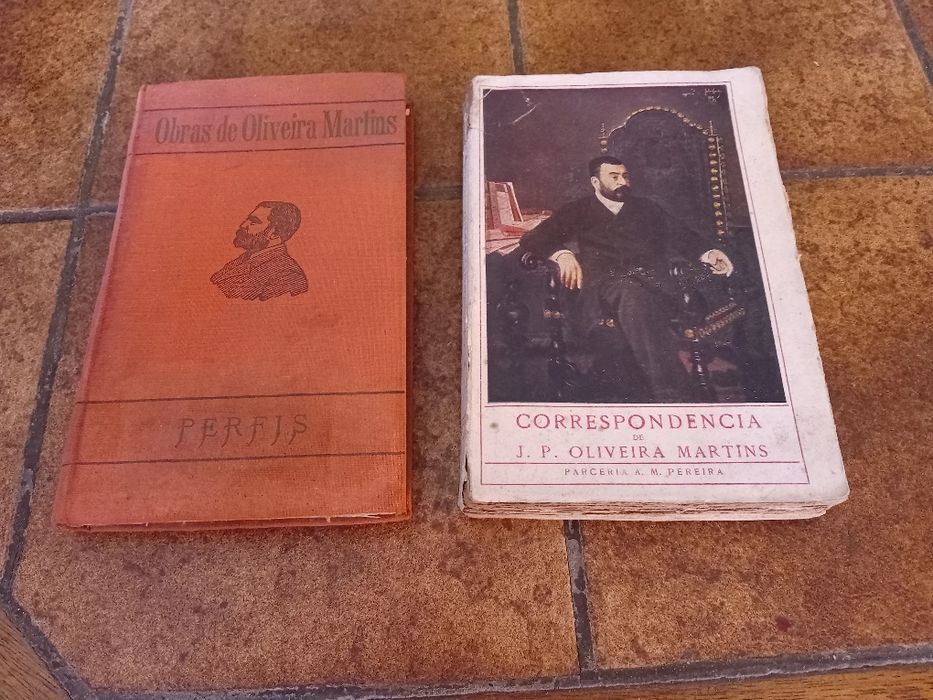 Obras de Oliveira Martins
PERFIS
CORRESPONDENCIA
DE
J. P. OLIVEIRA MARTINS
PARCERIA A. M. PEREIRA